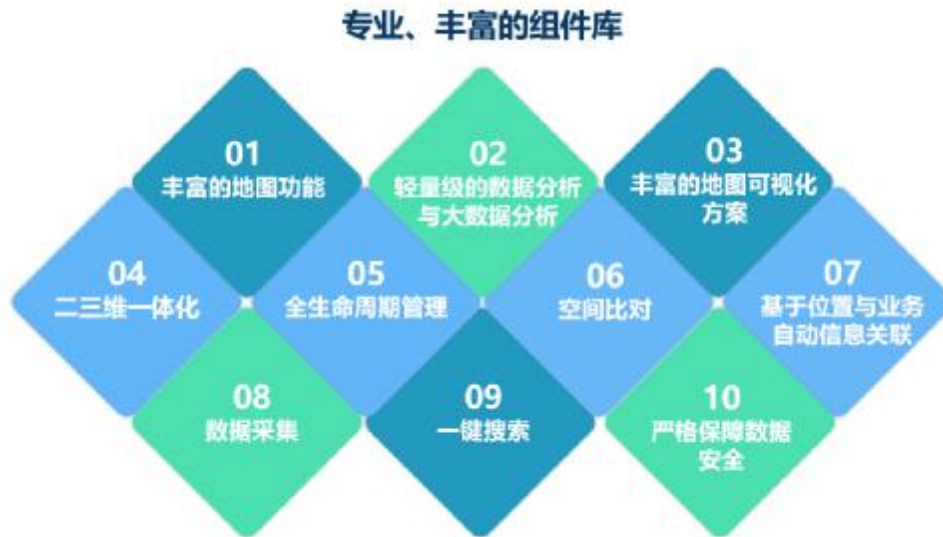 专业、丰富的组件库
01
丰富的地图功能
02
轻量级的数据分析
与大数据分析
03
丰富的地图可视化
方案
04
二三维一体化
05
全生命周期管理
06
空间比对
07
基于位置与业务
自动信息关联
08
数据采集
09
一键搜索
10
严格保障数据
安全